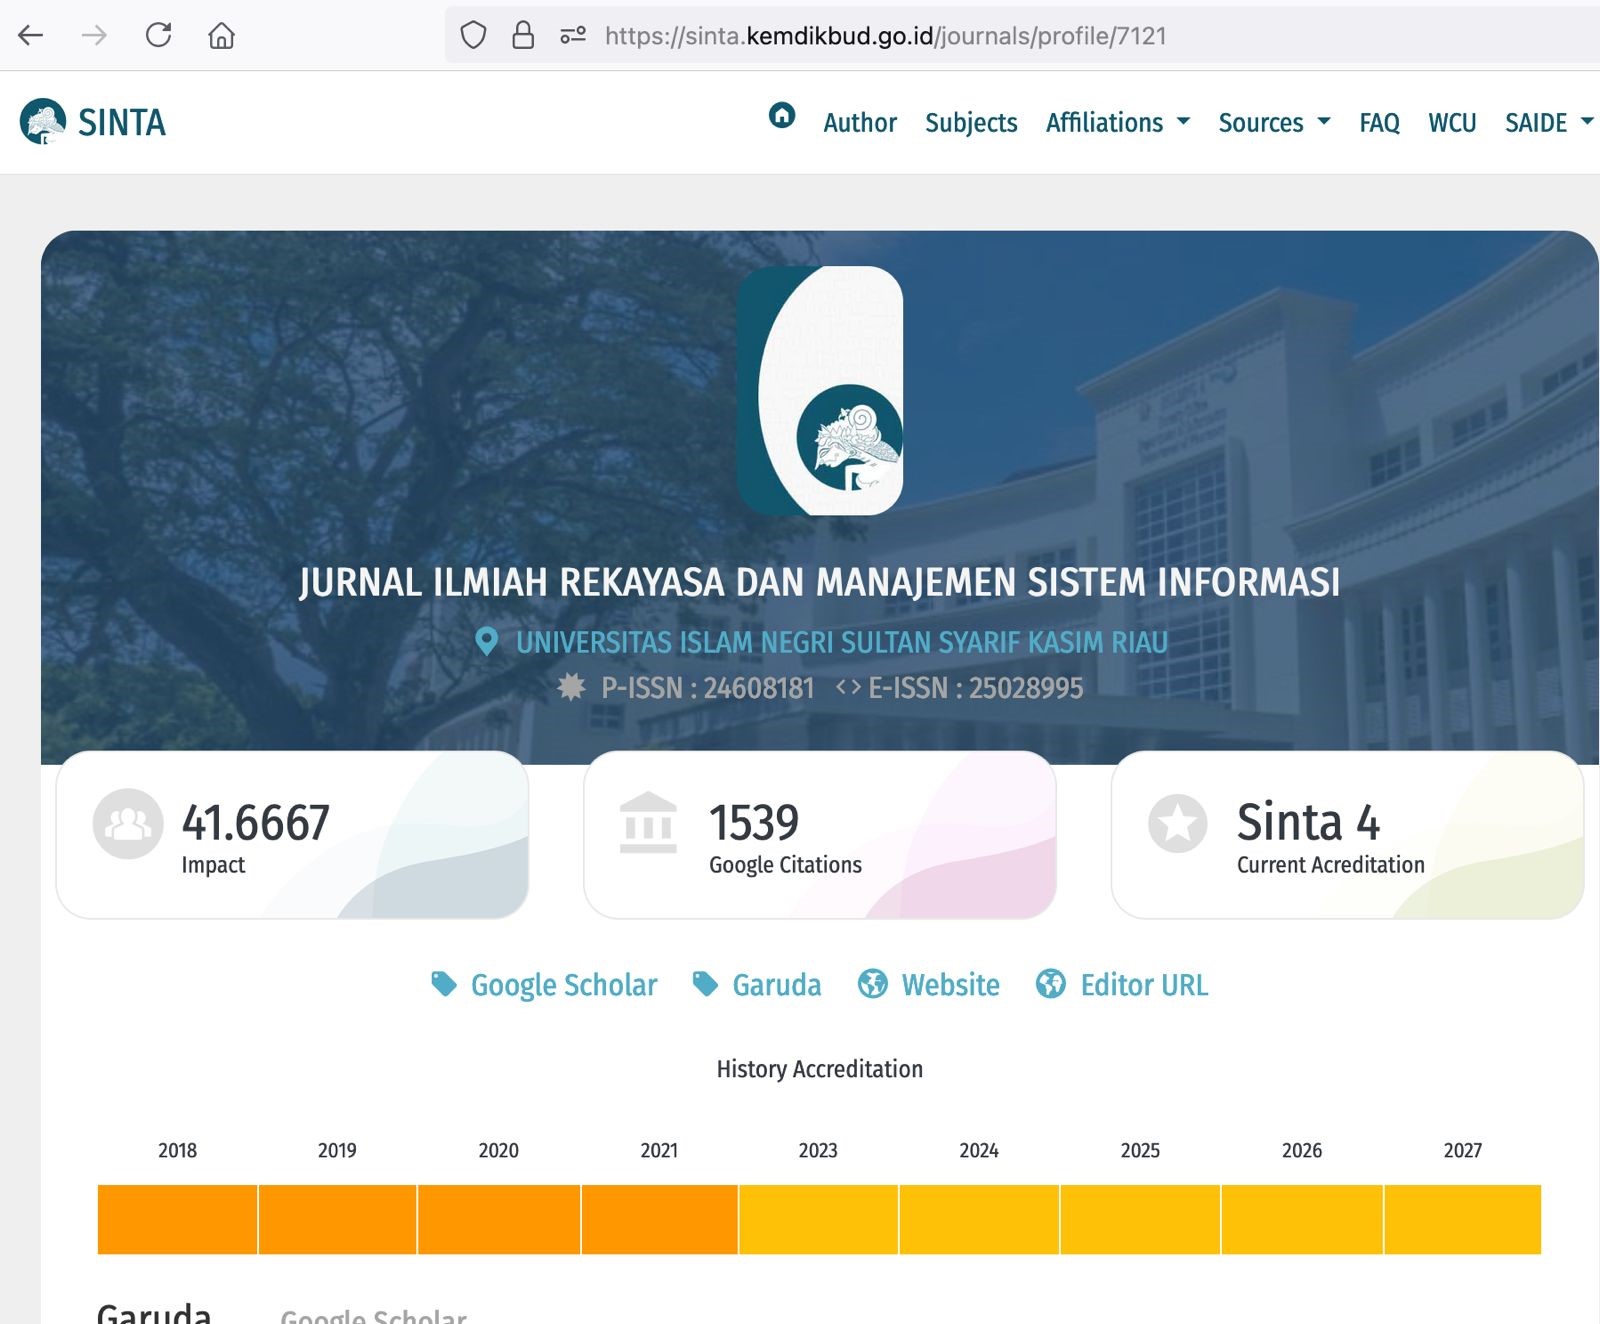 https://sinta.kemdikbud.go.id/journals/profile/7121
SINTA
Author Subjects Affiliations Sources FAQ WCU SAIDE
JURNAL ILMIAH REKAYASA DAN MANAJEMEN SISTEM INFORMASI
UNIVERSITAS ISLAM NEGRI SULTAN SYARIF KASIM RIAU
P-ISSN : 24608181 <> E-ISSN : 25028995
41.6667
Impact
1539
Google Citations
Sinta 4
Current Acreditation
Google Scholar Garuda Website Editor URL
History Accreditation
2018 2019 2020 2021 2023 2024 2025 2026 2027
Garuda Google Scholar